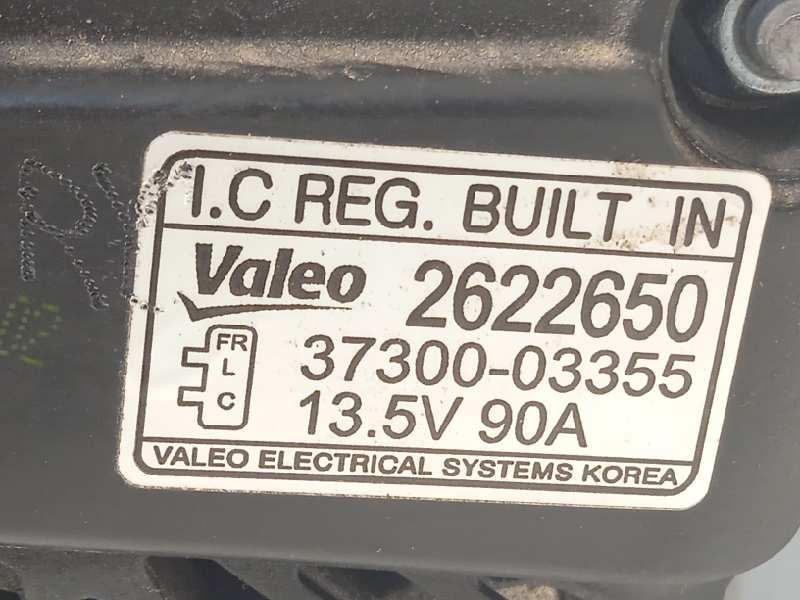 I.C REG. BUILT IN
Valeo 2622650
FR
L
C
37300-03355
13.5V 90A
VALEO ELECTRICAL SYSTEMS KOREA